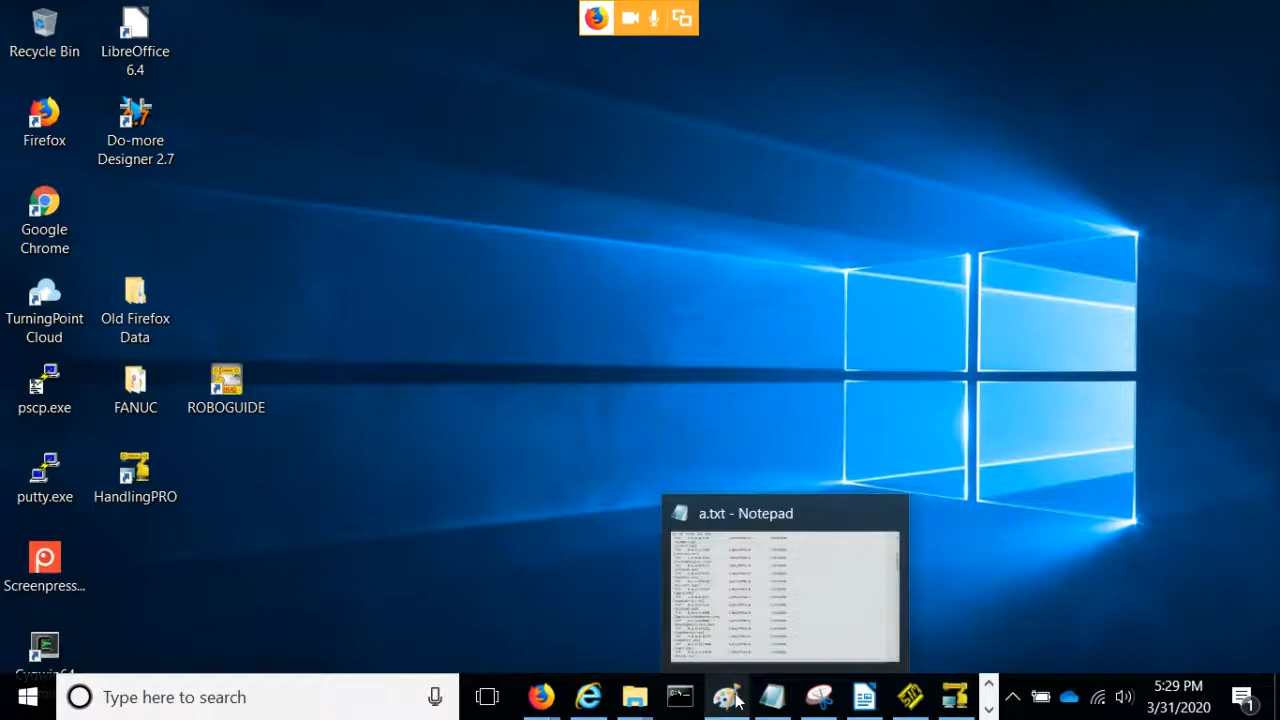 Recycle Bin
LibreOffice
6.4
Firefox
Do-more
Designer 2.7
Google
Chrome
TurningPoint
Cloud
Old Firefox
Data
pscp.exe
FANUC
ROBOGUIDE
putty.exe
HandlingPRO
Screenpress...
a.txt - Notepad
Type here to search
5:29 PM
3/31/2020
1